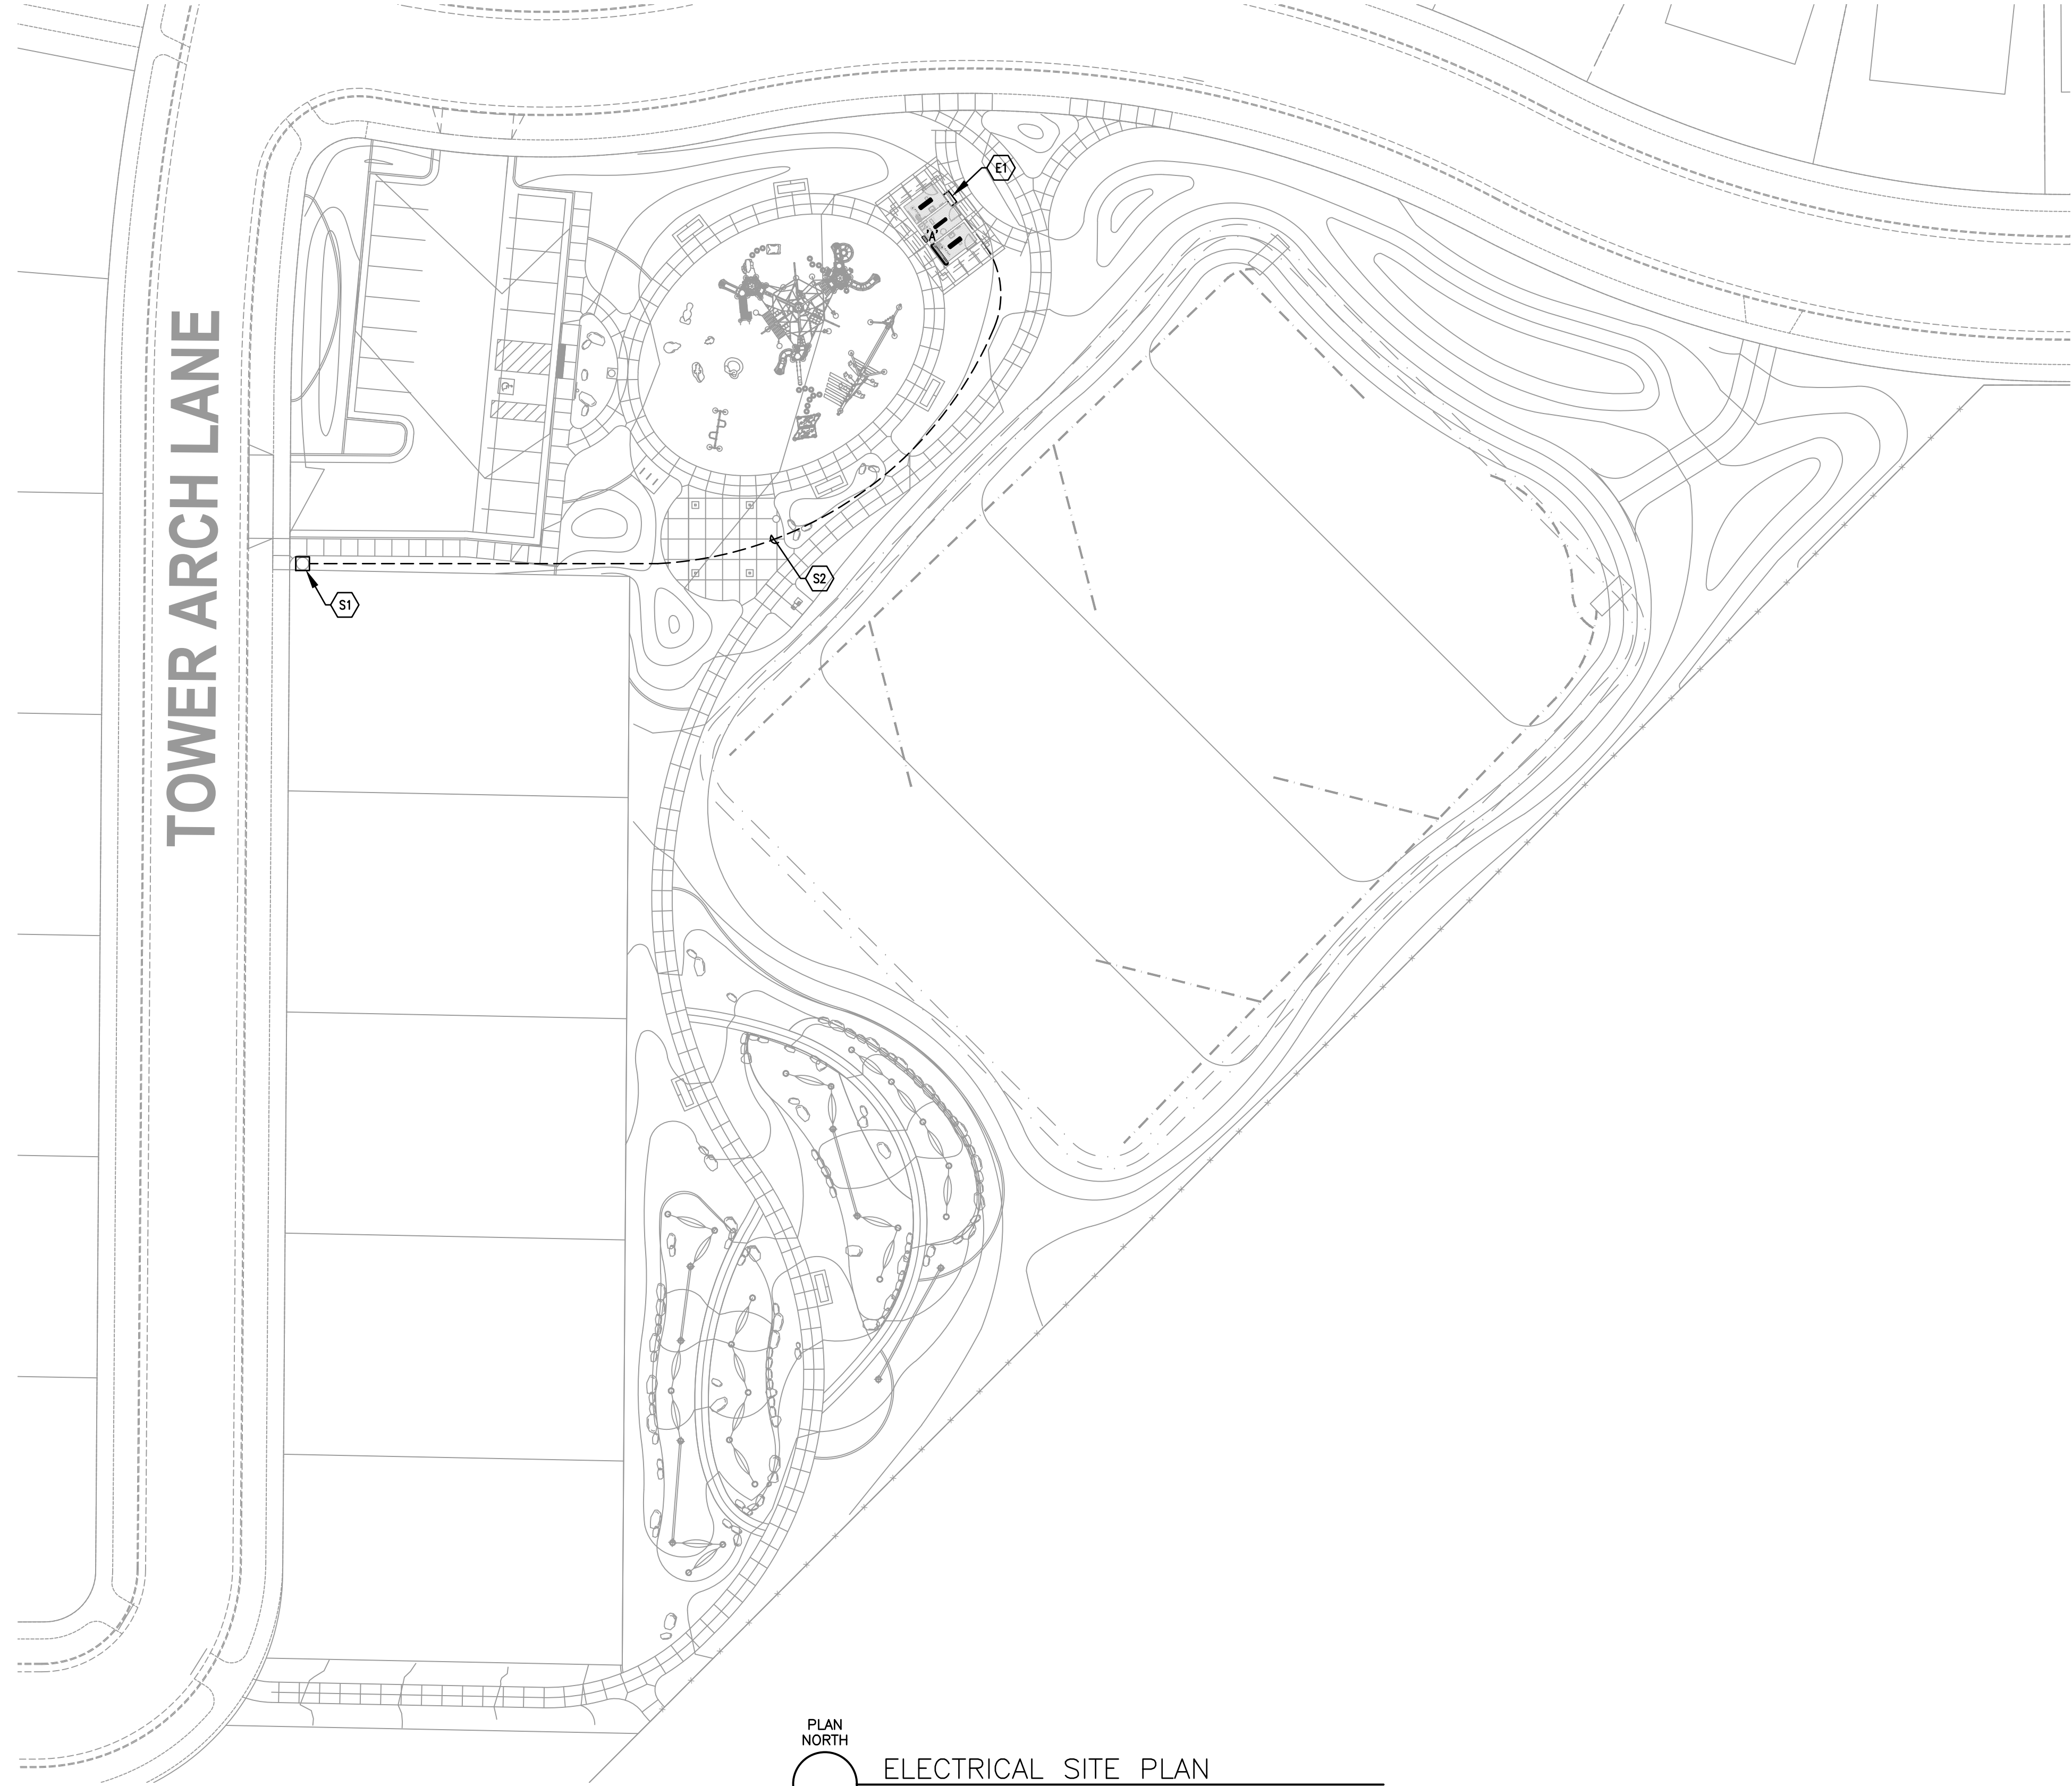 E1
'A'
S2
S1
TOWER ARCH LANE
PLAN
NORTH
ELECTRICAL SITE PLAN